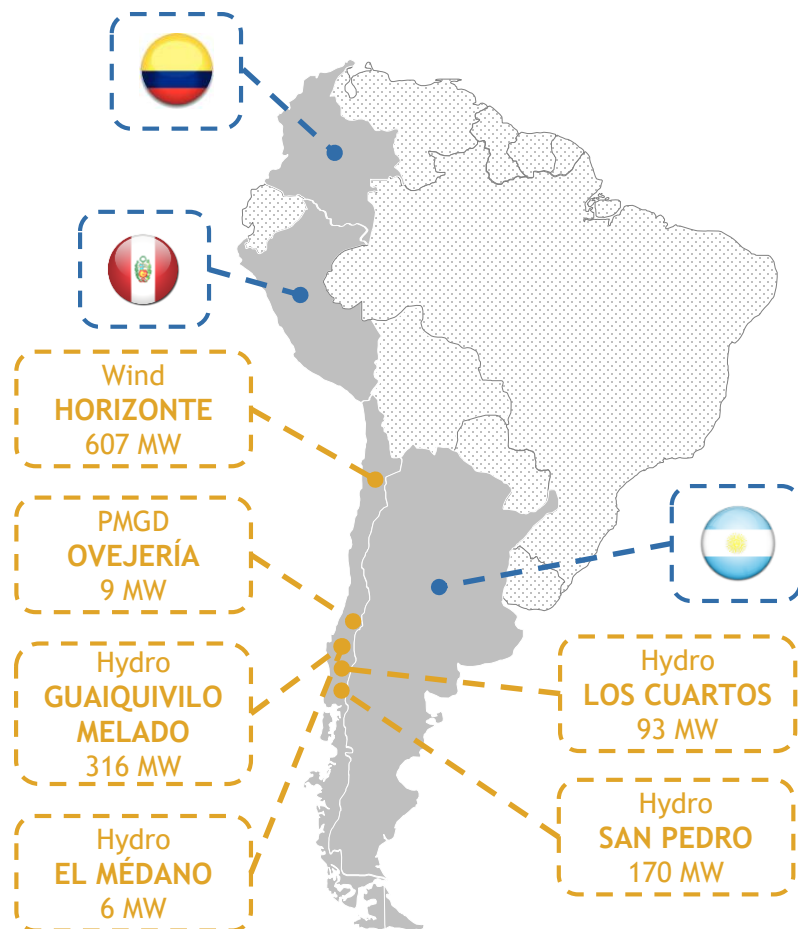 Wind
HORIZONTE
607 MW
PMGD
OVEJERÍA
9 MW
Hydro
GUAIQUIVILO
MELADO
316 MW
Hydro
EL MÉDANO
6 MW
Hydro
LOS CUARTOS
93 MW
Hydro
SAN PEDRO
170 MW